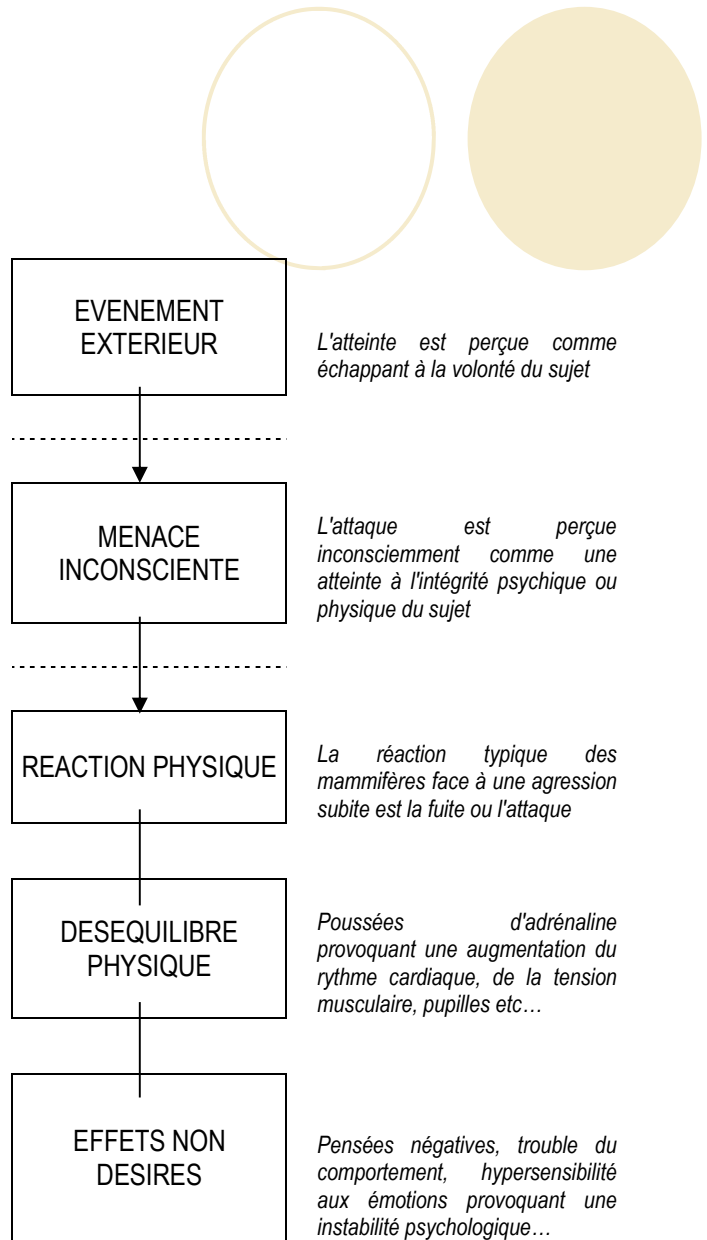 EVENEMENT
EXTERIEUR
L'atteinte est perçue comme
échappant à la volonté du sujet
MENACE
INCONSCIENTE
L'attaque est perçue
inconsciemment comme une
atteinte à l'intégrité psychique ou
physique du sujet
REACTION PHYSIQUE
La réaction typique des
mammifères face à une agression
subite est la fuite ou l'attaque
DESEQUILIBRE
PHYSIQUE
Poussées d'adrénaline
provoquant une augmentation du
rythme cardiaque, de la tension
musculaire, pupilles etc…
EFFETS NON
DESIRES
Pensées négatives, trouble du
comportement, hypersensibilité
aux émotions provoquant une
instabilité psychologique…